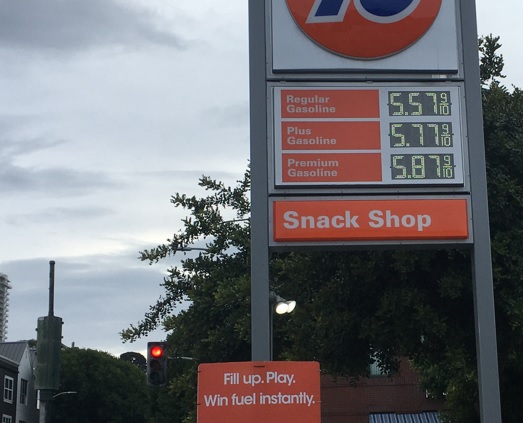 76
Regular
Gasoline
5.57 9/10
Plus
Gasoline
5.77 9/10
Premium
Gasoline
5.87 9/10
Snack Shop
Fill up. Play.
Win fuel instantly.